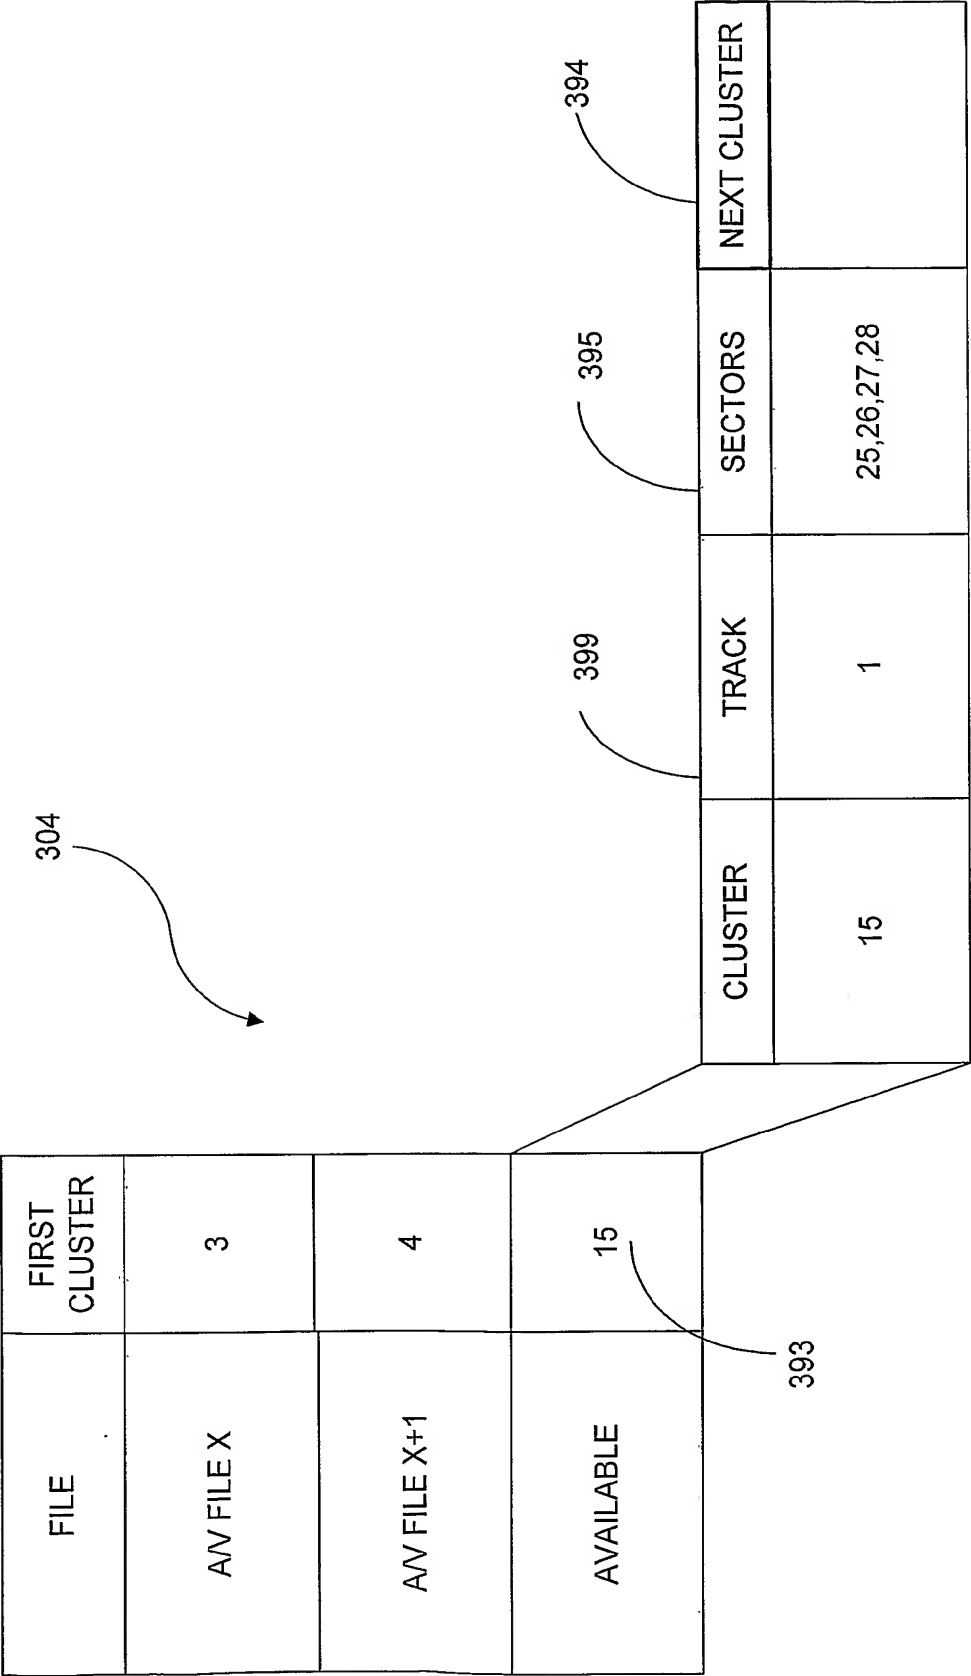 304
FILE
FIRST
CLUSTER
A/V FILE X
3
A/V FILE X+1
4
AVAILABLE
15
393
399
395
394
CLUSTER
TRACK
SECTORS
NEXT CLUSTER
15
1
25,26,27,28